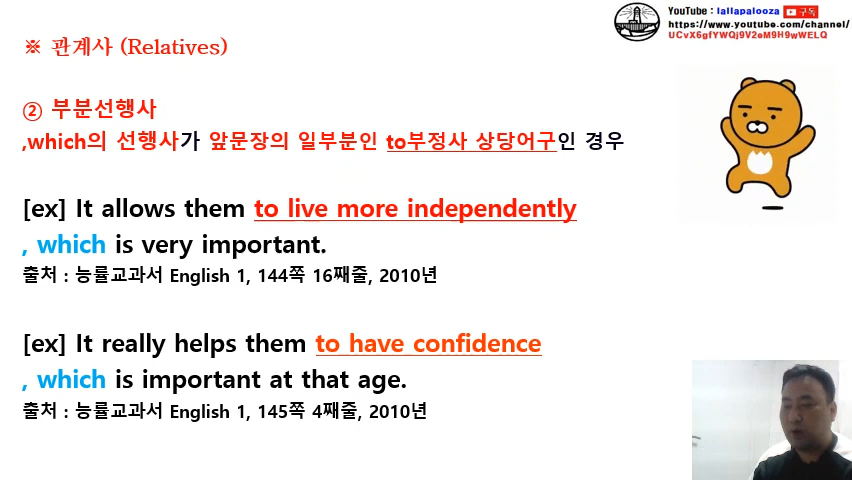 YouTube : lallapalooza 구독
https://www.youtube.com/channel/
UCvX6gfYWQj9V2eM9H9wWELQ
※ 관계사 (Relatives)
② 부분선행사
,which의 선행사가 앞문장의 일부분인 to부정사 상당어구인 경우
[ex] It allows them to live more independently
, which is very important.
출처 : 능률교과서 English 1, 144쪽 16째줄, 2010년
[ex] It really helps them to have confidence
, which is important at that age.
출처 : 능률교과서 English 1, 145쪽 4째줄, 2010년